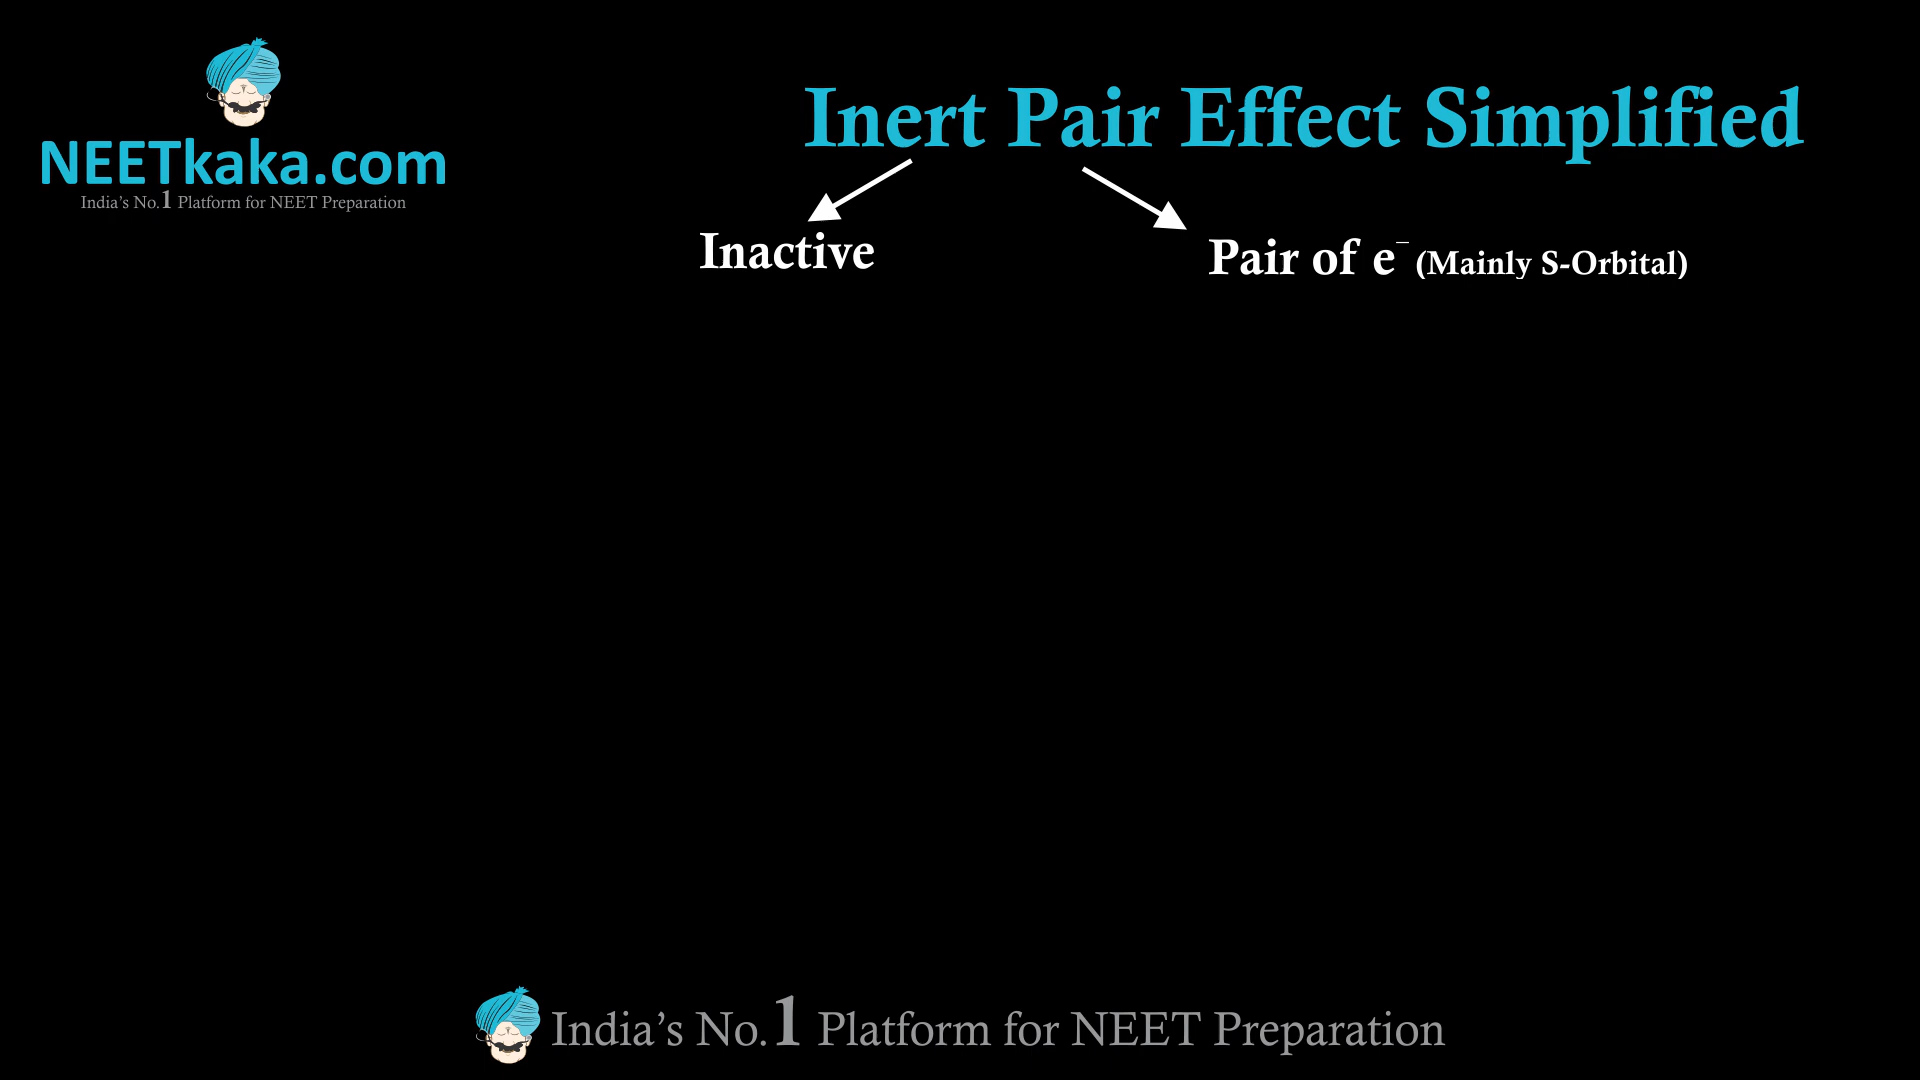 NEETkaka.com
India's No.1 Platform for NEET Preparation
Inert Pair Effect Simplified
Inactive
Pair of e⁻ (Mainly S-Orbital)
India's No.1 Platform for NEET Preparation